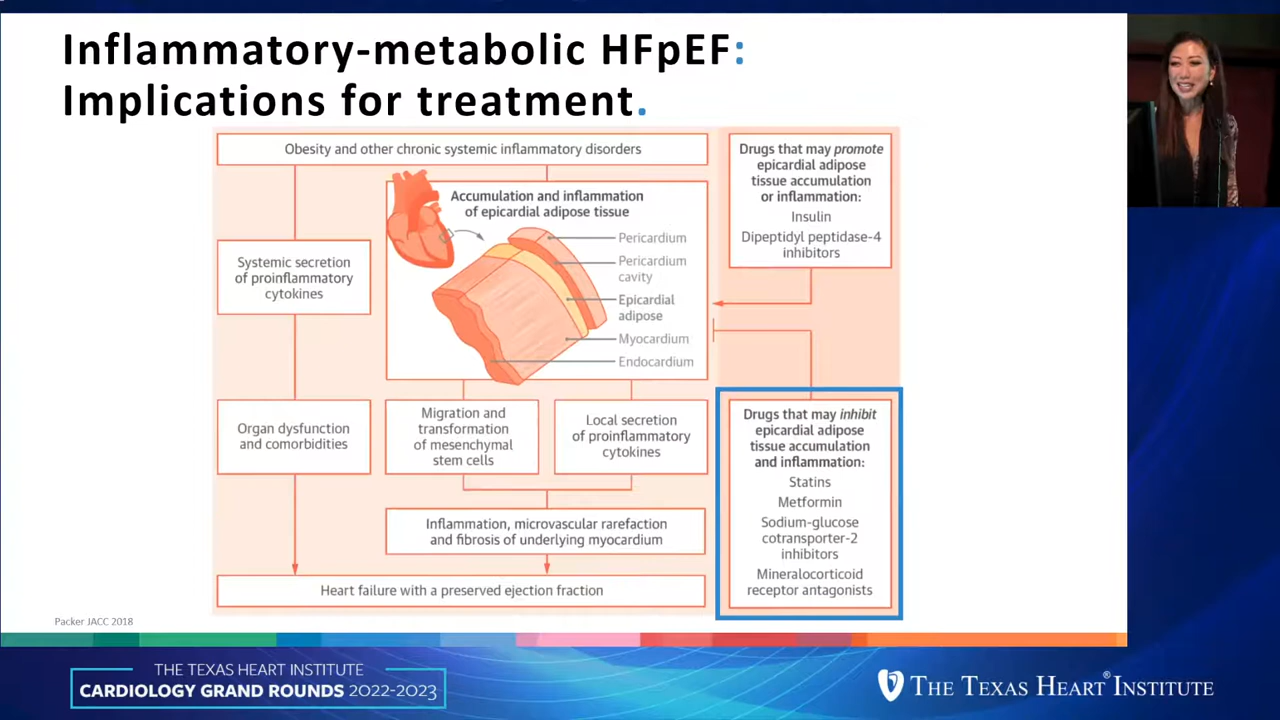 Inflammatory-metabolic HFpEF:
Implications for treatment.
Obesity and other chronic systemic inflammatory disorders
Systemic secretion
of proinflammatory
cytokines
Organ dysfunction
and comorbidities
Accumulation and inflammation
of epicardial adipose tissue
Pericardium
Pericardium
cavity
Epicardial
adipose
Myocardium
Endocardium
Migration and
transformation
of mesenchymal
stem cells
Local secretion
of proinflammatory
cytokines
Inflammation, microvascular rarefaction
and fibrosis of underlying myocardium
Heart failure with a preserved ejection fraction
Drugs that may promote
epicardial adipose
tissue accumulation
or inflammation:
Insulin
Dipeptidyl peptidase-4
inhibitors
Drugs that may inhibit
epicardial adipose
tissue accumulation
and inflammation:
Statins
Metformin
Sodium-glucose
cotransporter-2
inhibitors
Mineralocorticoid
receptor antagonists
Packer JACC 2018
THE TEXAS HEART INSTITUTE
CARDIOLOGY GRAND ROUNDS 2022-2023
THE TEXAS HEART® INSTITUTE